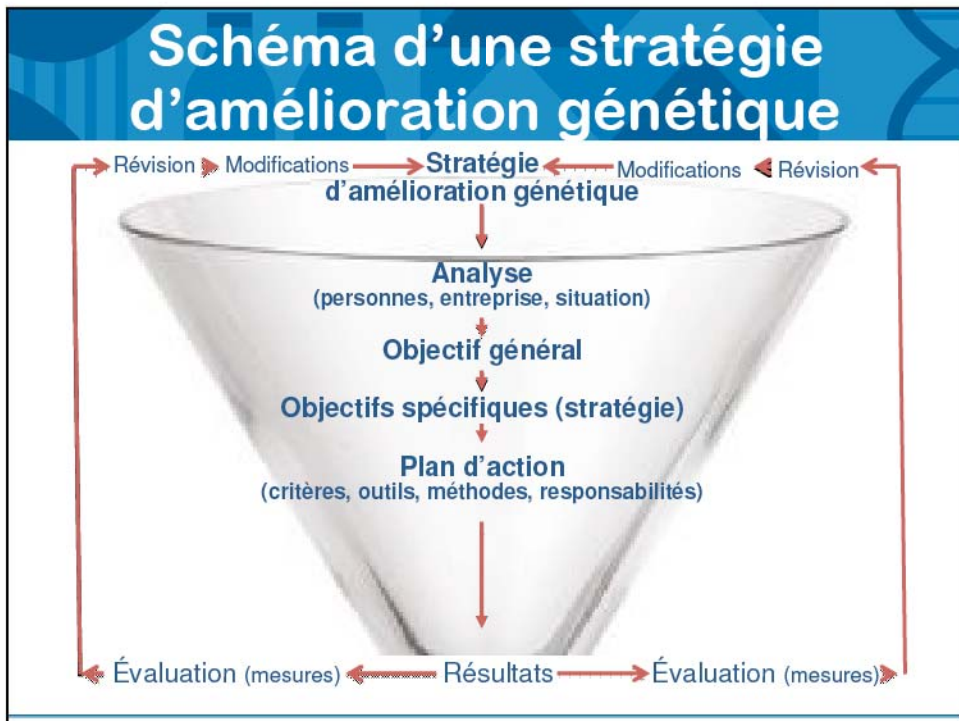 Schéma d'une stratégie
d'amélioration génétique
Révision Modifications Stratégie Modifications Révision
d'amélioration génétique
Analyse
(personnes, entreprise, situation)
Objectif général
Objectifs spécifiques (stratégie)
Plan d'action
(critères, outils, méthodes, responsabilités)
Évaluation (mesures) Résultats Évaluation (mesures)